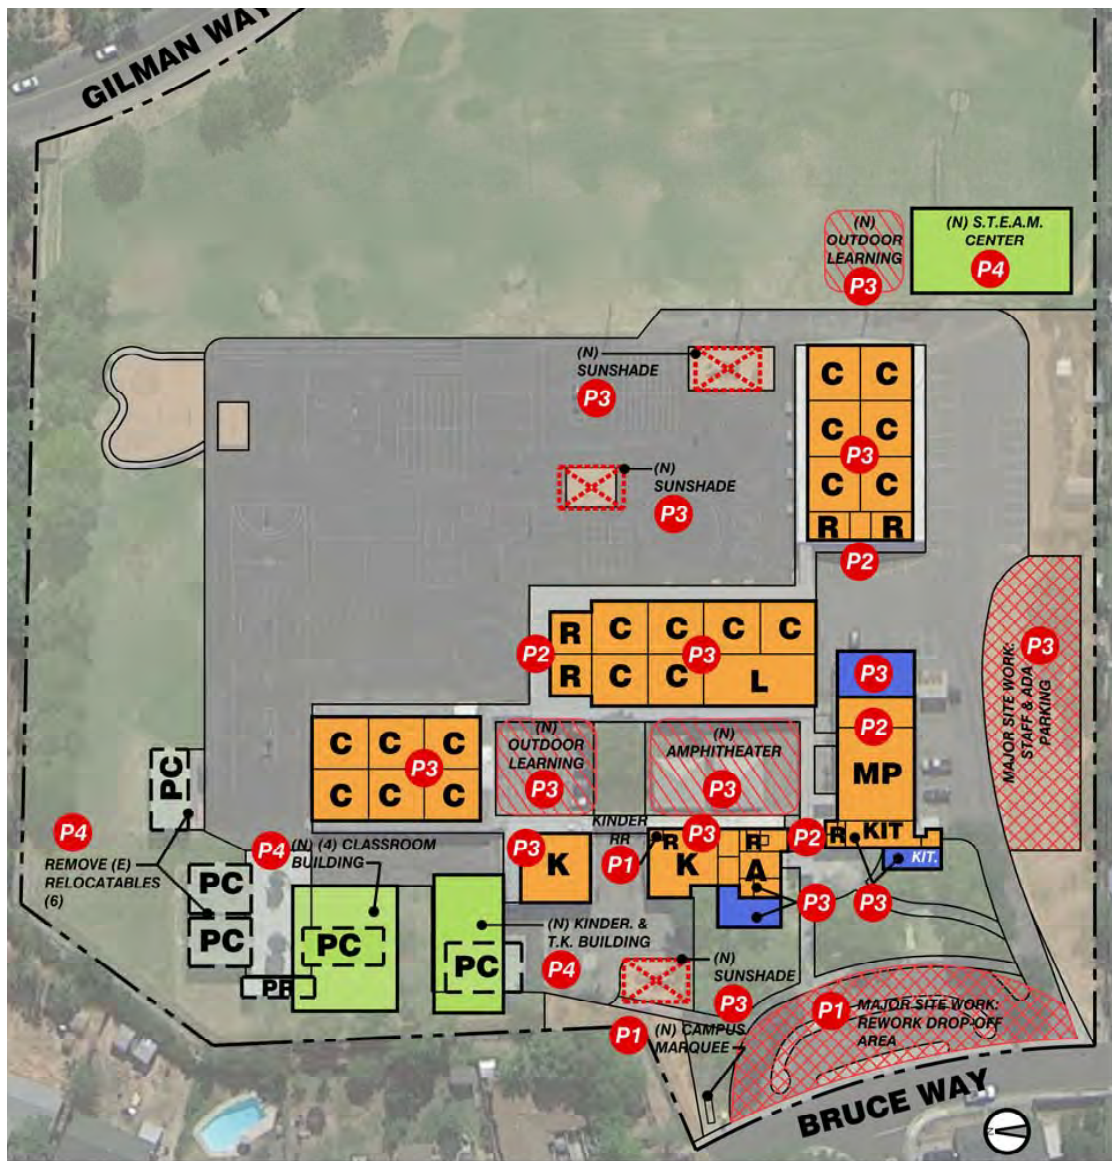 GILMAN WAY
(N)
OUTDOOR
LEARNING
P3
(N) S.T.E.A.M.
CENTER
P4
(N)
SUNSHADE
P3
C C
C C
P3
C C
R R
P2
(N)
SUNSHADE
P3
R C C C C
P2 P3
R C C L
MAJOR SITE WORK:
STAFF & ADA
PARKING
P3
P3
P2
MP
C C C
P3
C C C
(N)
OUTDOOR
LEARNING
P3
(N)
AMPHITHEATER
P3
PC
P4
REMOVE (E)
RELOCATABLES
(6)
PC
PC
P4
(N) (4) CLASSROOM
BUILDING
PC
P3
K
KINDER
RR
P1
R
K
P3
R
A
P2
R KIT
KIT.
P3
P3
PC
(N) KINDER. &
T.K. BUILDING
P4
(N)
SUNSHADE
P3
P1
(N) CAMPUS
MARQUEE
P1
MAJOR SITE WORK:
REWORK DROP-OFF
AREA
BRUCE WAY